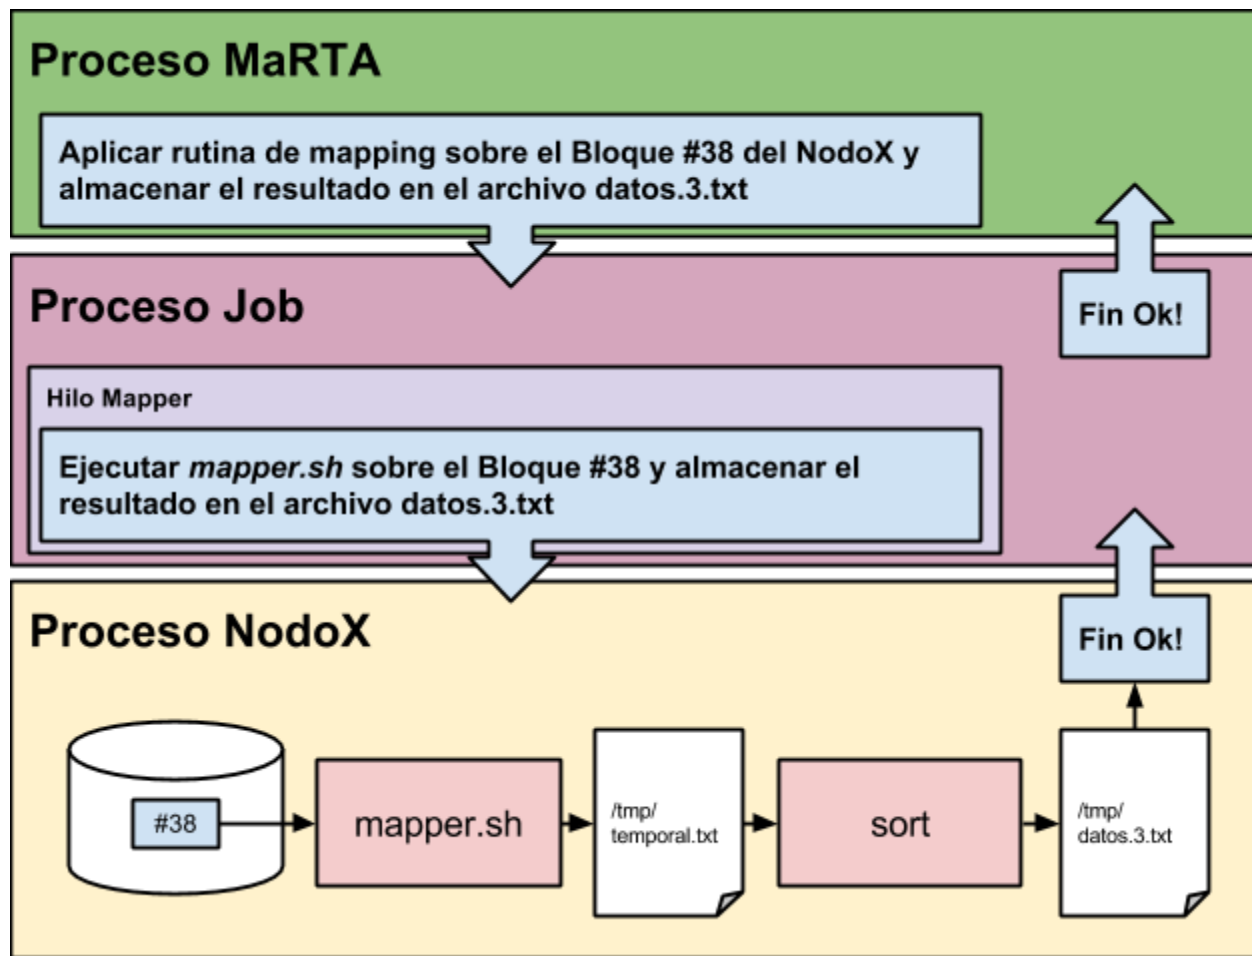 Proceso MaRTA
Aplicar rutina de mapping sobre el Bloque #38 del NodoX y
almacenar el resultado en el archivo datos.3.txt
Proceso Job
Fin Ok!
Hilo Mapper
Ejecutar mapper.sh sobre el Bloque #38 y almacenar el
resultado en el archivo datos.3.txt
Proceso NodoX
Fin Ok!
#38
mapper.sh
/tmp/
temporal.txt
sort
/tmp/
datos.3.txt